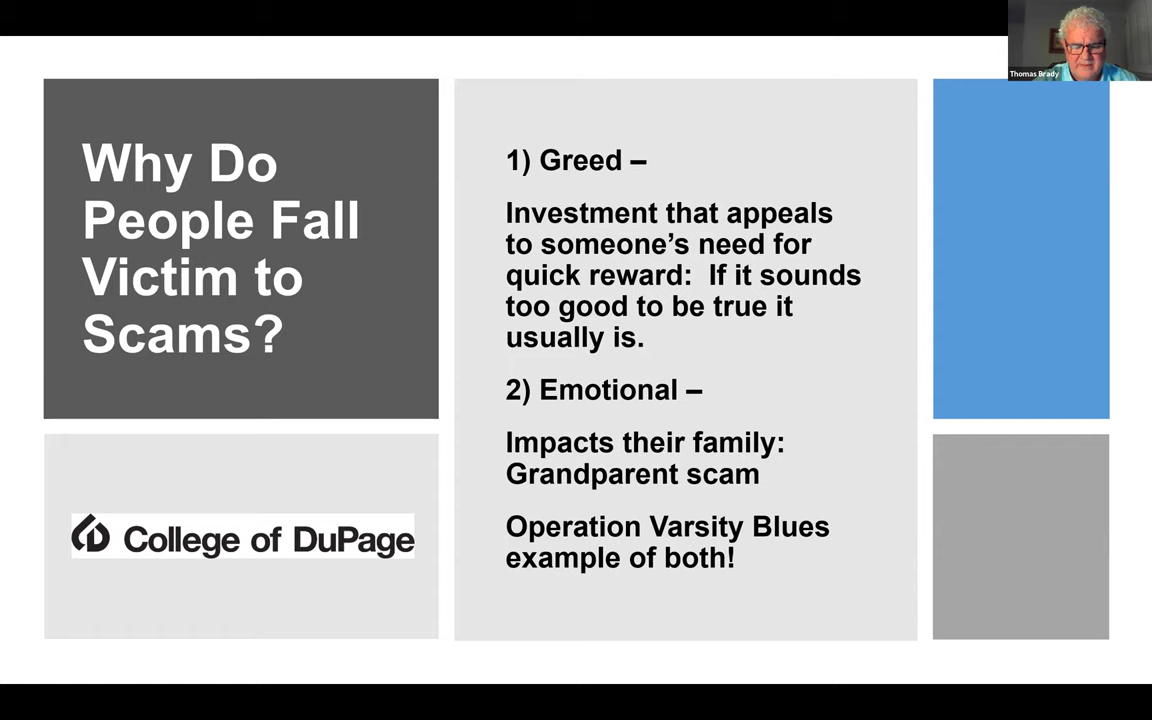 Thomas Brady
Why Do
People Fall
Victim to
Scams?
1) Greed –
Investment that appeals
to someone’s need for
quick reward:  If it sounds
too good to be true it
usually is.
2) Emotional –
Impacts their family:
Grandparent scam
Operation Varsity Blues
example of both!
College of DuPage